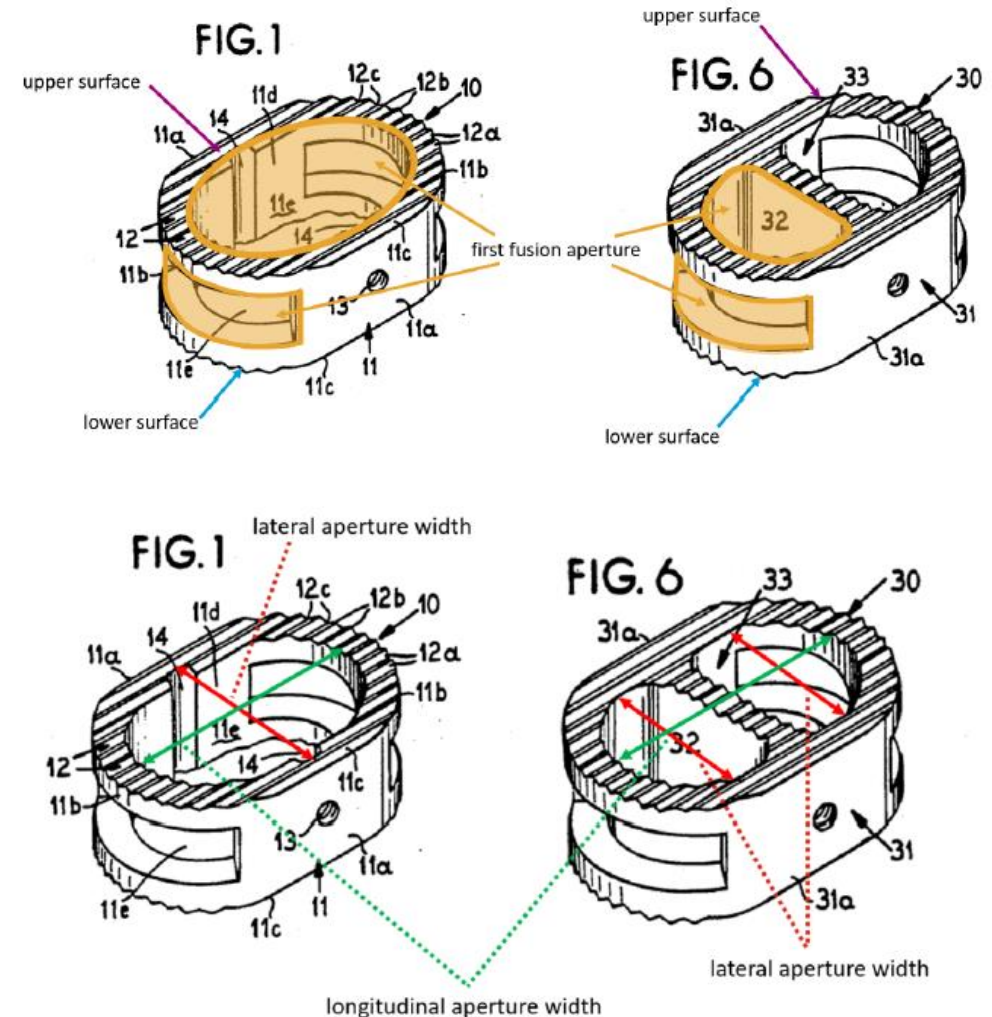 upper surface
FIG. 1
12c
12b
10
11d
14
11a
12a
11b
11e
14
11c
12
11b
13
11a
11e
11
11c
lower surface
first fusion aperture
upper surface
FIG. 6
33
30
31a
32
31
31a
lower surface
lateral aperture width
FIG. 1
12c
12b
10
11d
14
11a
12a
11b
11e
14
11c
12
11b
13
11a
11e
11
11c
FIG. 6
33
30
31a
32
31
31a
lateral aperture width
longitudinal aperture width